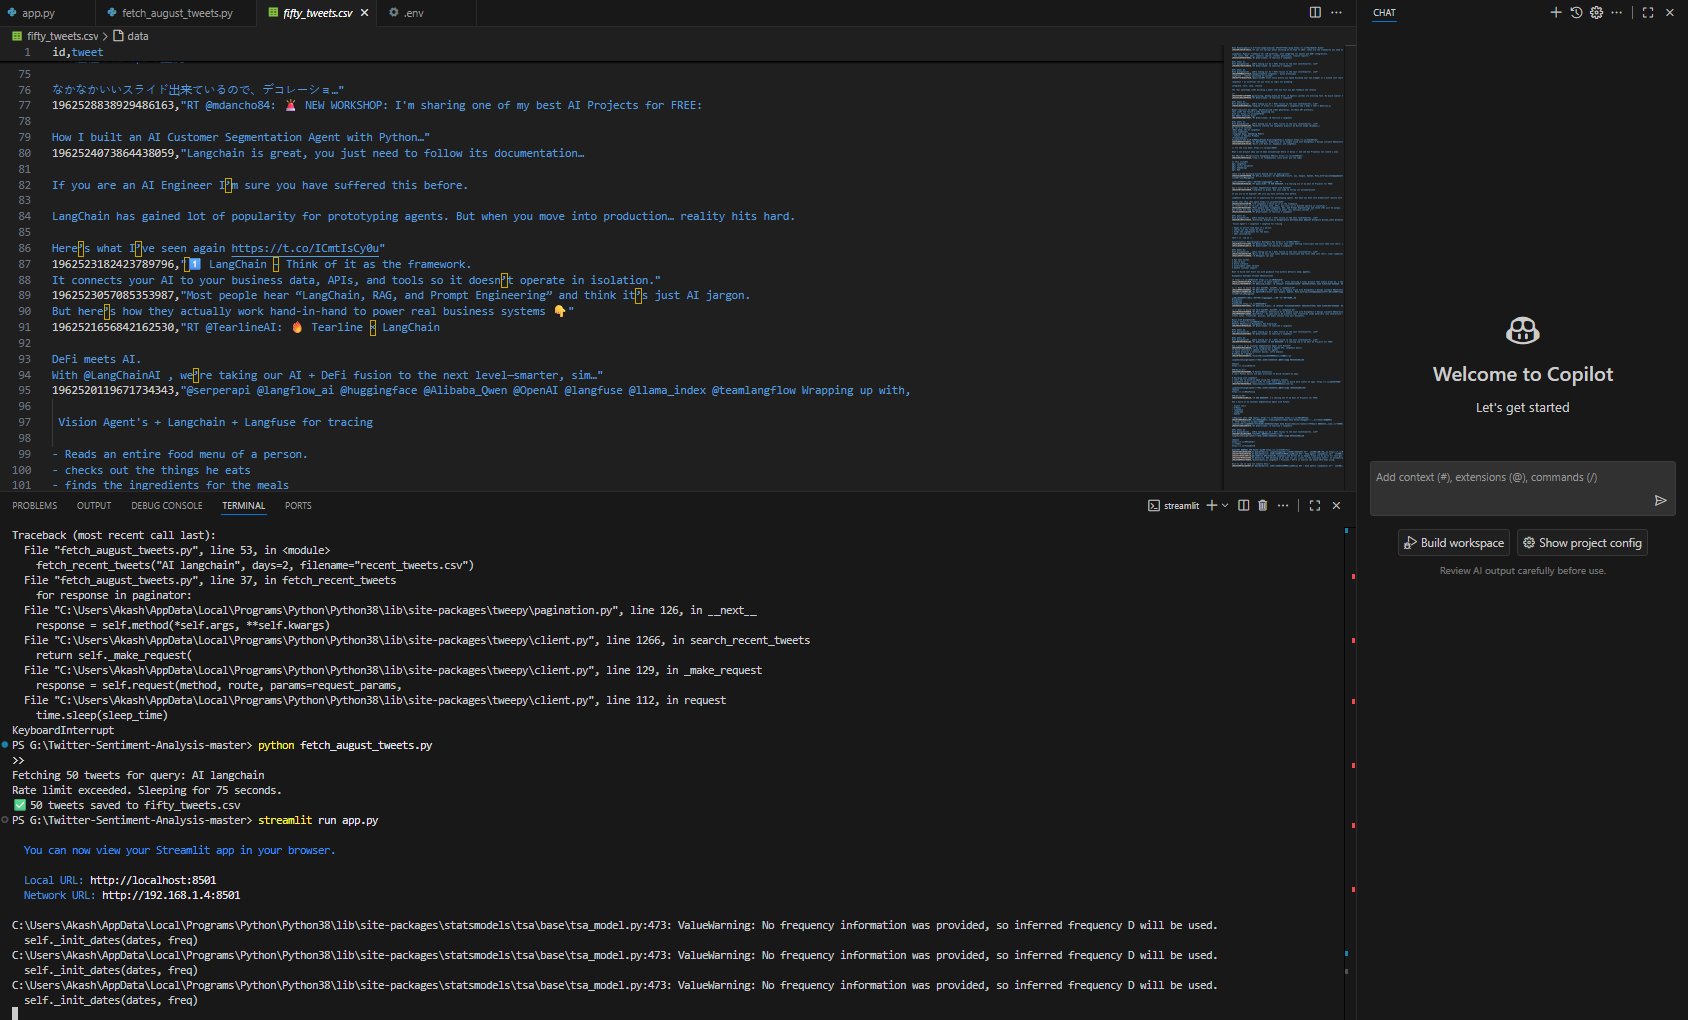 app.py
fetch_august_tweets.py
fifty_tweets.csv
.env
fifty_tweets.csv > data
1 id,tweet
75
76 なかなかいいスライド出来ているので、デコレーショ…"
77 1962528838929486163,"RT @mdancho84: 🚨 NEW WORKSHOP: I'm sharing one of my best AI Projects for FREE:
78
79 How I built an AI Customer Segmentation Agent with Python…"
80 1962524073864438059,"Langchain is great, you just need to follow its documentation…
81
82 If you are an AI Engineer I’m sure you have suffered this before.
83
84 LangChain has gained lot of popularity for prototyping agents. But when you move into production… reality hits hard.
85
86 Here’s what I’ve seen again https://t.co/ICmtIsCy0u"
87 1962523182423789796,"1️⃣ LangChain – Think of it as the framework.
88 It connects your AI to your business data, APIs, and tools so it doesn’t operate in isolation."
89 1962523057085353987,"Most people hear “LangChain, RAG, and Prompt Engineering” and think it’s just AI jargon.
90 But here’s how they actually work hand-in-hand to power real business systems 👇"
91 1962521656842162530,"RT @TearlineAI: 🔥 Tearline × LangChain
92
93 DeFi meets AI.
94 With @LangChainAI , we’re taking our AI + DeFi fusion to the next level—smarter, sim…"
95 1962520119671734343,"@serperapi @langflow_ai @huggingface @Alibaba_Qwen @OpenAI @langfuse @llama_index @teamlangflow Wrapping up with,
96
97 Vision Agent's + Langchain + Langfuse for tracing
98
99 - Reads an entire food menu of a person.
100 - checks out the things he eats
101 - finds the ingredients for the meals
PROBLEMS OUTPUT DEBUG CONSOLE TERMINAL PORTS
streamlit
Traceback (most recent call last):
File "fetch_august_tweets.py", line 53, in <module>
fetch_recent_tweets("AI langchain", days=2, filename="recent_tweets.csv")
File "fetch_august_tweets.py", line 37, in fetch_recent_tweets
for response in paginator:
File "C:\Users\Akash\AppData\Local\Programs\Python\Python38\lib\site-packages\tweepy\pagination.py", line 126, in __next__
response = self.method(*self.args, **self.kwargs)
File "C:\Users\Akash\AppData\Local\Programs\Python\Python38\lib\site-packages\tweepy\client.py", line 1266, in search_recent_tweets
return self._make_request(
File "C:\Users\Akash\AppData\Local\Programs\Python\Python38\lib\site-packages\tweepy\client.py", line 129, in _make_request
response = self.request(method, route, params=request_params,
File "C:\Users\Akash\AppData\Local\Programs\Python\Python38\lib\site-packages\tweepy\client.py", line 112, in request
time.sleep(sleep_time)
KeyboardInterrupt
PS G:\Twitter-Sentiment-Analysis-master> python fetch_august_tweets.py
>>
Fetching 50 tweets for query: AI langchain
Rate limit exceeded. Sleeping for 75 seconds.
✅ 50 tweets saved to fifty_tweets.csv
PS G:\Twitter-Sentiment-Analysis-master> streamlit run app.py
You can now view your Streamlit app in your browser.
Local URL: http://localhost:8501
Network URL: http://192.168.1.4:8501
C:\Users\Akash\AppData\Local\Programs\Python\Python38\lib\site-packages\statsmodels\tsa\base\tsa_model.py:473: ValueWarning: No frequency information was provided, so inferred frequency D will be used.
self._init_dates(dates, freq)
C:\Users\Akash\AppData\Local\Programs\Python\Python38\lib\site-packages\statsmodels\tsa\base\tsa_model.py:473: ValueWarning: No frequency information was provided, so inferred frequency D will be used.
self._init_dates(dates, freq)
C:\Users\Akash\AppData\Local\Programs\Python\Python38\lib\site-packages\statsmodels\tsa\base\tsa_model.py:473: ValueWarning: No frequency information was provided, so inferred frequency D will be used.
self._init_dates(dates, freq)
CHAT
Welcome to Copilot
Let's get started
Add context (#), extensions (@), commands (/)
Build workspace
Show project config
Review AI output carefully before use.